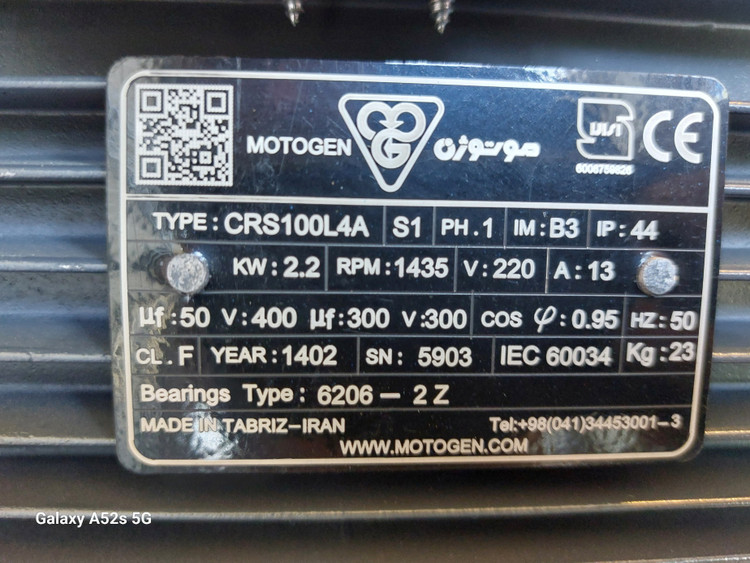 MOTOGEN موتوژن CE
6006759626
TYPE: CRS100L4A S1 PH.1 IM:B3 IP:44
KW:2.2 RPM:1435 V:220 A:13
µf:50 V:400 µf:300 V:300 COS φ:0.95 HZ:50
CL.F YEAR:1402 SN: 5903 IEC 60034 Kg:23
Bearings Type: 6206-2Z
MADE IN TABRIZ-IRAN Tel:+98(041)34453001-3
WWW.MOTOGEN.COM
Galaxy A52s 5G